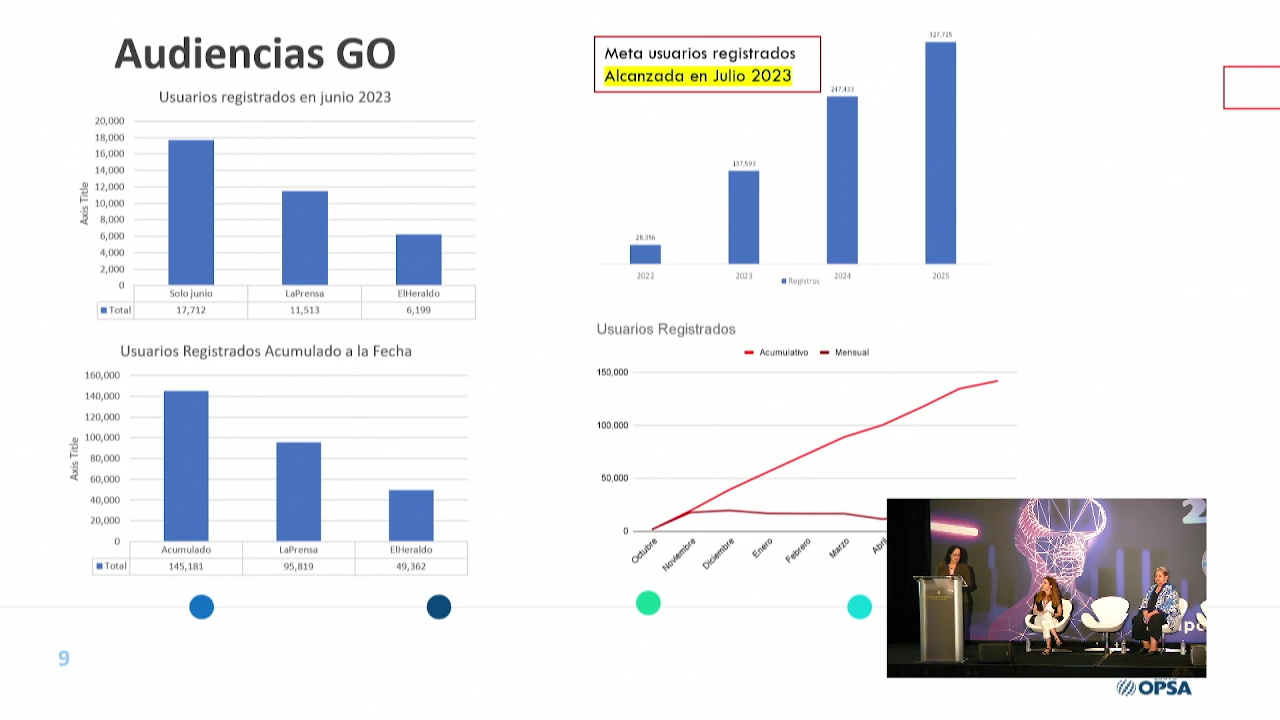 Audiencias GO
Usuarios registrados en junio 2023
20,000
18,000
16,000
14,000
12,000
10,000
8,000
6,000
4,000
2,000
0
Axis Title
Solo junio LaPrensa ElHeraldo
Total 17,712 11,513 6,199
Usuarios Registrados Acumulado a la Fecha
160,000
140,000
120,000
100,000
80,000
60,000
40,000
20,000
0
Axis Title
Acumulado LaPrensa ElHeraldo
Total 145,181 95,819 49,362
Meta usuarios registrados
Alcanzada en Julio 2023
28,356
137,593
247,433
327,715
2022 2023 2024 2025
Registros
Usuarios Registrados
Acumulativo Mensual
150,000
100,000
50,000
0
Octubre Noviembre Diciembre Enero Febrero Marzo Abril
9
OPSA